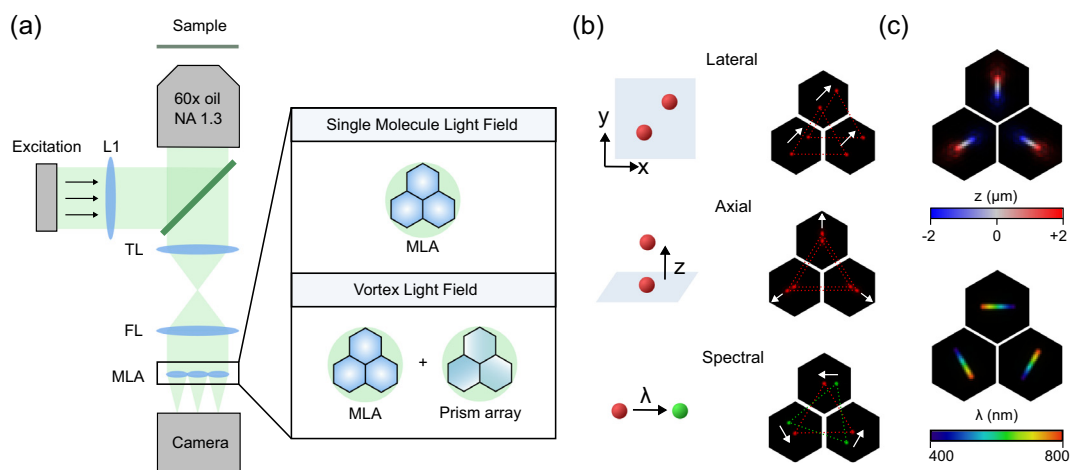 (a)
Sample
60x oil
NA 1.3
Excitation
L1
TL
FL
MLA
Camera
Single Molecule Light Field
MLA
Vortex Light Field
+
MLA
Prism array
(b)
Lateral
y
x
Axial
z
Spectral
λ
(c)
z (μm)
-2 0 +2
λ (nm)
400 800